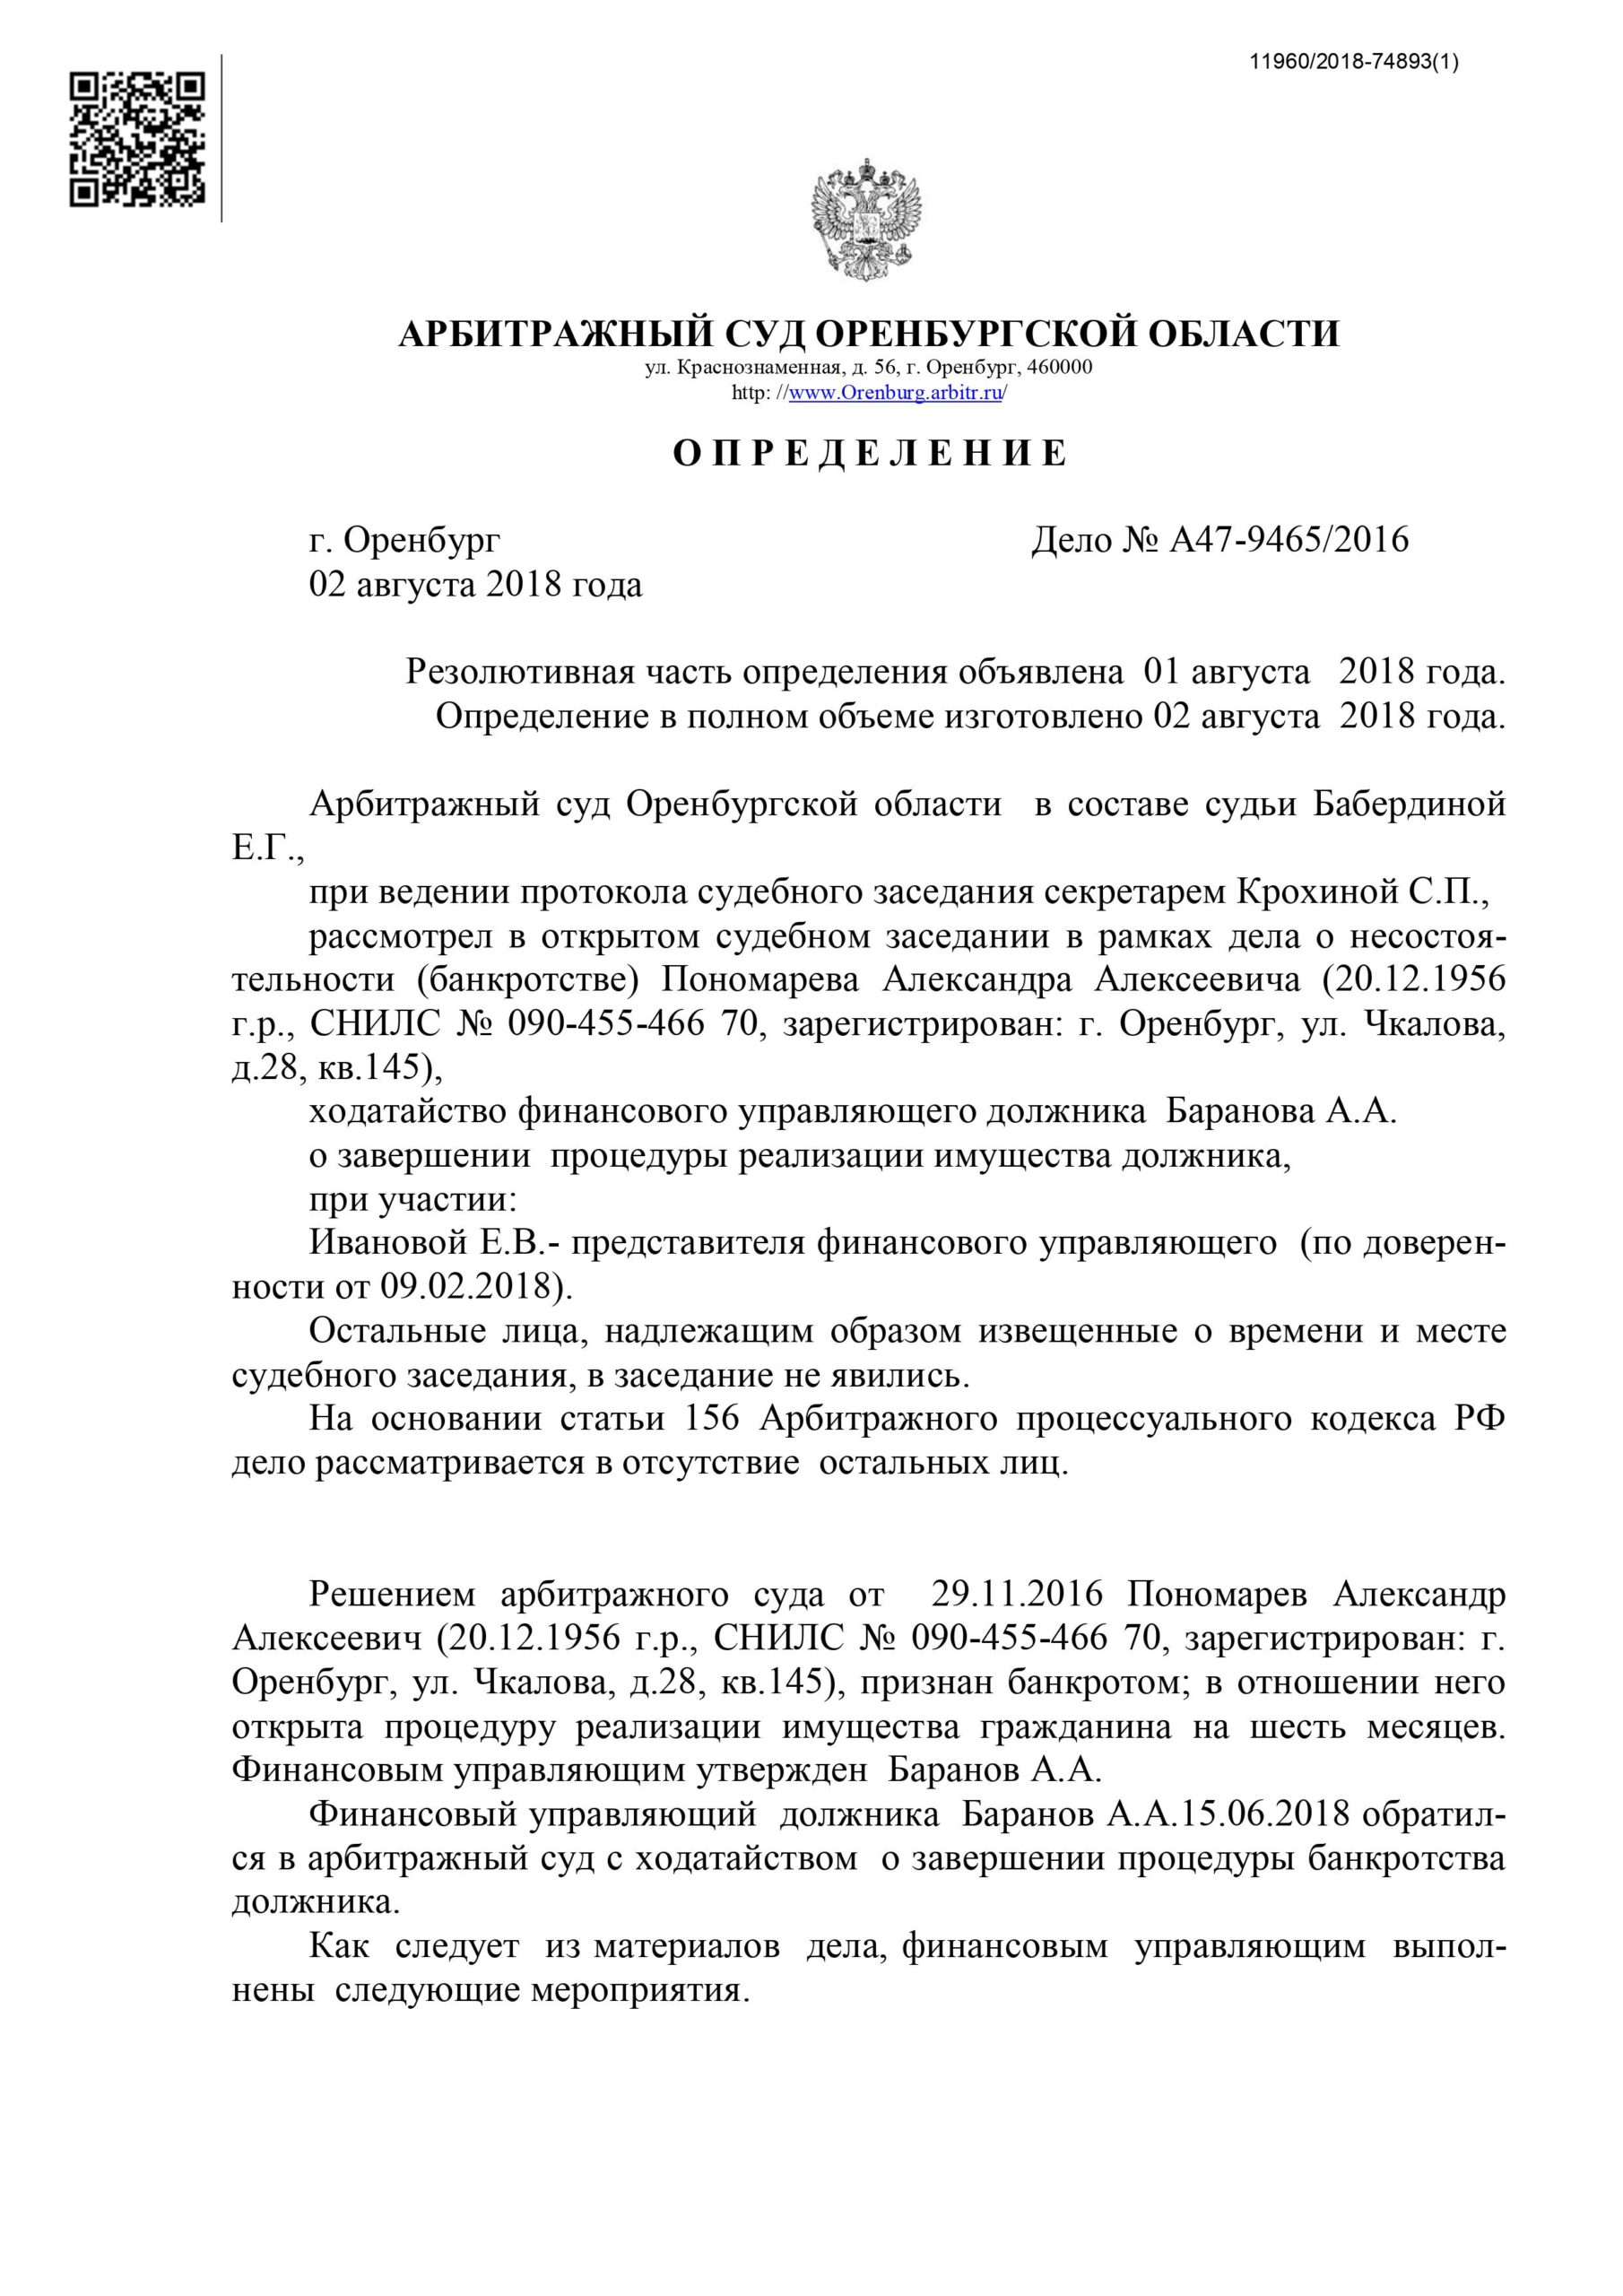 11960/2018-74893(1)
АРБИТРАЖНЫЙ СУД ОРЕНБУРГСКОЙ ОБЛАСТИ
ул. Краснознаменная, д. 56, г. Оренбург, 460000
http: //www.Orenburg.arbitr.ru/
О П Р Е Д Е Л Е Н И Е
г. Оренбург Дело № А47-9465/2016
02 августа 2018 года
Резолютивная часть определения объявлена 01 августа 2018 года.
Определение в полном объеме изготовлено 02 августа 2018 года.
Арбитражный суд Оренбургской области в составе судьи Бабердиной
Е.Г.,
при ведении протокола судебного заседания секретарем Крохиной С.П.,
рассмотрел в открытом судебном заседании в рамках дела о несостоя-
тельности (банкротстве) Пономарева Александра Алексеевича (20.12.1956
г.р., СНИЛС № 090-455-466 70, зарегистрирован: г. Оренбург, ул. Чкалова,
д.28, кв.145),
ходатайство финансового управляющего должника Баранова А.А.
о завершении процедуры реализации имущества должника,
при участии:
Ивановой Е.В.- представителя финансового управляющего (по доверен-
ности от 09.02.2018).
Остальные лица, надлежащим образом извещенные о времени и месте
судебного заседания, в заседание не явились.
На основании статьи 156 Арбитражного процессуального кодекса РФ
дело рассматривается в отсутствие остальных лиц.
Решением арбитражного суда от 29.11.2016 Пономарев Александр
Алексеевич (20.12.1956 г.р., СНИЛС № 090-455-466 70, зарегистрирован: г.
Оренбург, ул. Чкалова, д.28, кв.145), признан банкротом; в отношении него
открыта процедуру реализации имущества гражданина на шесть месяцев.
Финансовым управляющим утвержден Баранов А.А.
Финансовый управляющий должника Баранов А.А.15.06.2018 обратил-
ся в арбитражный суд с ходатайством о завершении процедуры банкротства
должника.
Как следует из материалов дела, финансовым управляющим выпол-
нены следующие мероприятия.